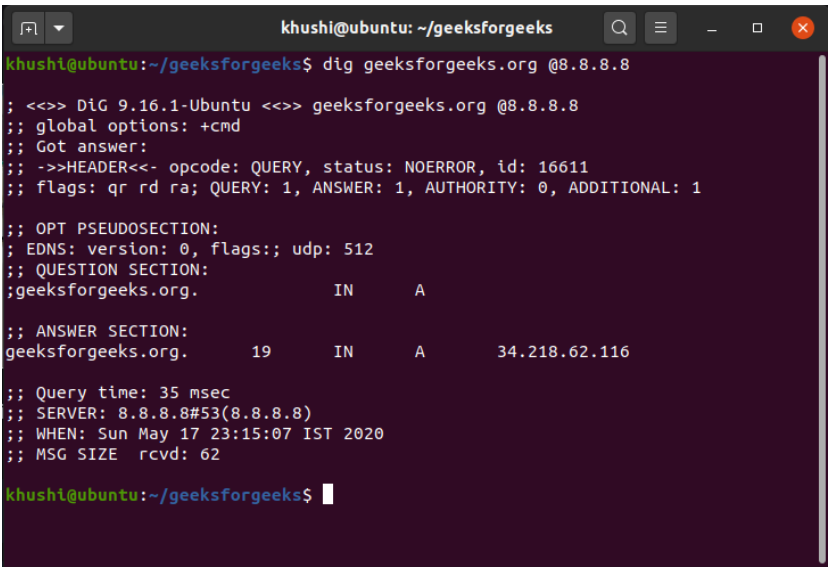 khushi@ubuntu: ~/geeksforgeeks
khushi@ubuntu:~/geeksforgeeks$ dig geeksforgeeks.org @8.8.8.8

; <<>> DiG 9.16.1-Ubuntu <<>> geeksforgeeks.org @8.8.8.8
;; global options: +cmd
;; Got answer:
;; ->>HEADER<<- opcode: QUERY, status: NOERROR, id: 16611
;; flags: qr rd ra; QUERY: 1, ANSWER: 1, AUTHORITY: 0, ADDITIONAL: 1

;; OPT PSEUDOSECTION:
; EDNS: version: 0, flags:; udp: 512
;; QUESTION SECTION:
;geeksforgeeks.org.		IN	A

;; ANSWER SECTION:
geeksforgeeks.org.	19	IN	A	34.218.62.116

;; Query time: 35 msec
;; SERVER: 8.8.8.8#53(8.8.8.8)
;; WHEN: Sun May 17 23:15:07 IST 2020
;; MSG SIZE  rcvd: 62

khushi@ubuntu:~/geeksforgeeks$